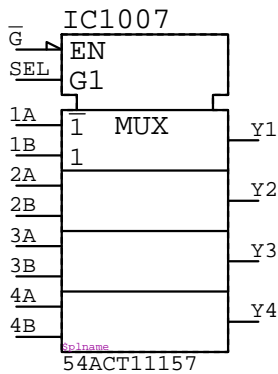 IC1007
G
EN
SEL
G1
1A
1
MUX
Y1
1B
1
2A
Y2
2B
3A
Y3
3B
4A
Y4
4B
$plname
54ACT11157